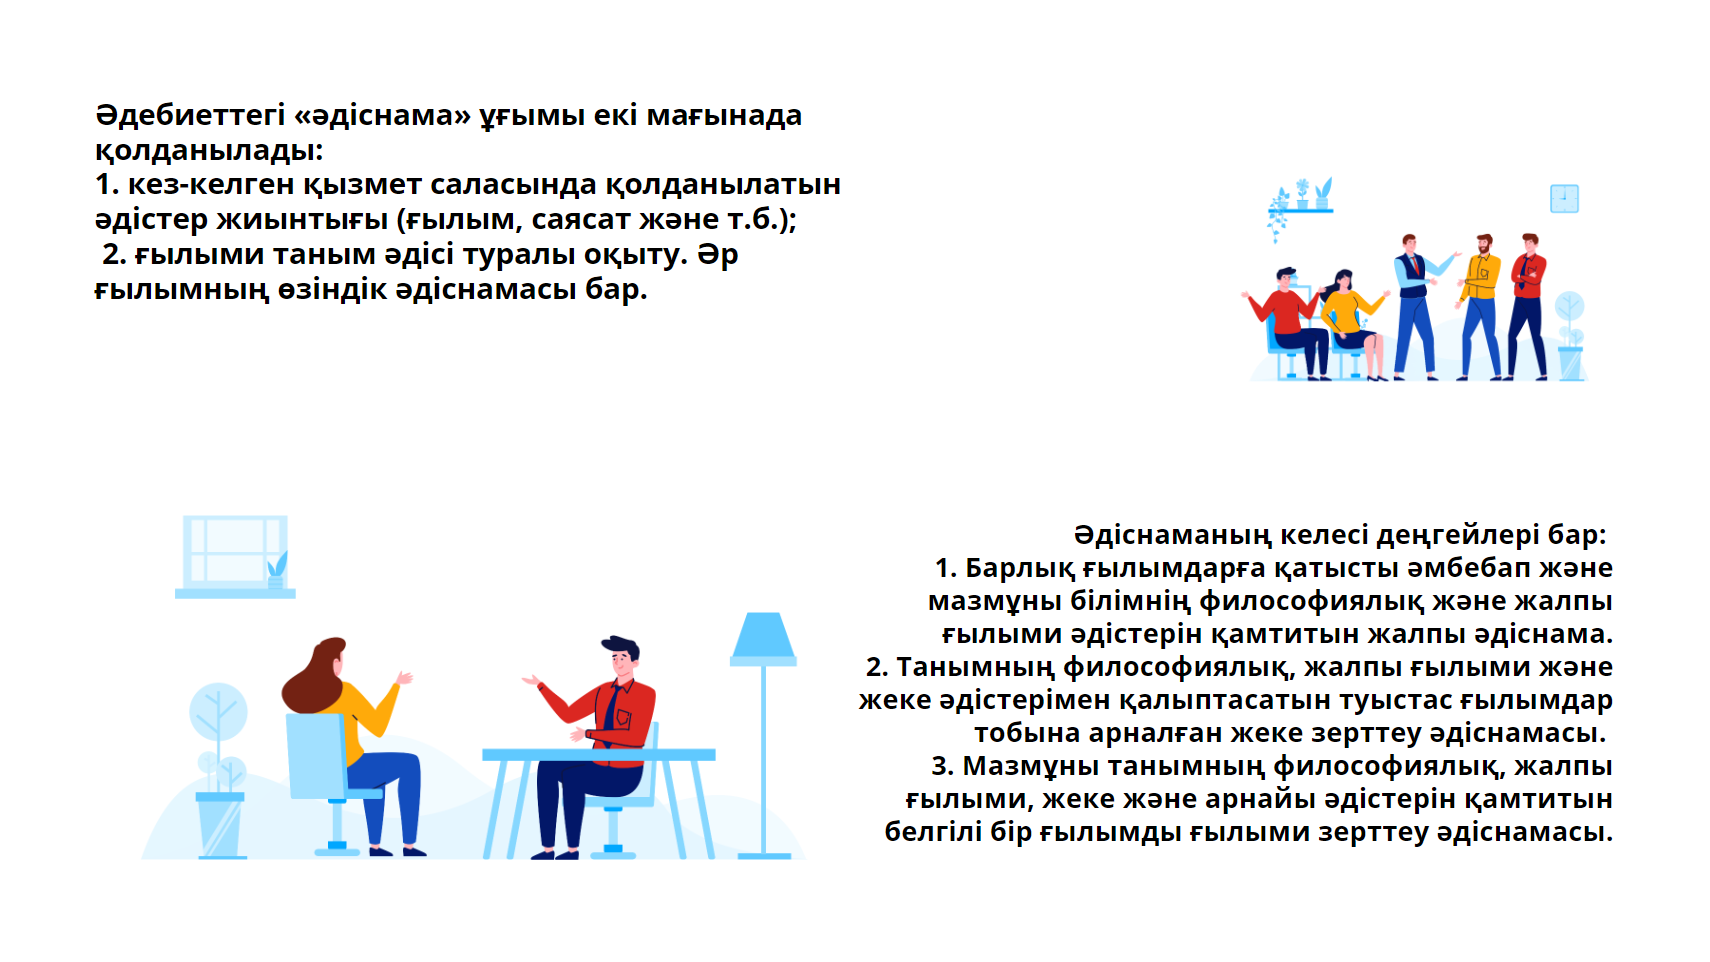 Әдебиеттегі «әдіснама» ұғымы екі мағынада
қолданылады:
1. кез-келген қызмет саласында қолданылатын
әдістер жиынтығы (ғылым, саясат және т.б.);
2. ғылыми таным әдісі туралы оқыту. Әр
ғылымның өзіндік әдіснамасы бар.
Әдіснаманың келесі деңгейлері бар:
1. Барлық ғылымдарға қатысты әмбебап және
мазмұны білімнің философиялық және жалпы
ғылыми әдістерін қамтитын жалпы әдіснама.
2. Танымның философиялық, жалпы ғылыми және
жеке әдістерімен қалыптасатын туыстас ғылымдар
тобына арналған жеке зерттеу әдіснамасы.
3. Мазмұны танымның философиялық, жалпы
ғылыми, жеке және арнайы әдістерін қамтитын
белгілі бір ғылымды ғылыми зерттеу әдіснамасы.